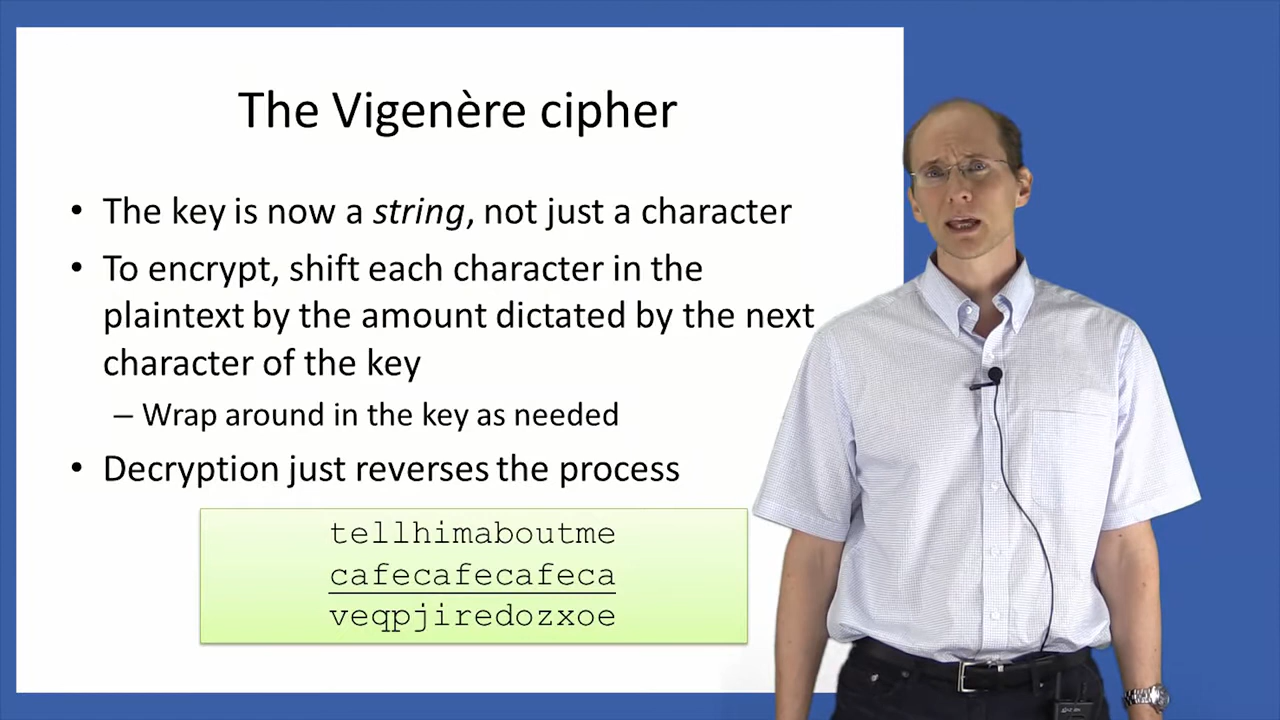 The Vigenère cipher
• The key is now a string, not just a character
• To encrypt, shift each character in the
plaintext by the amount dictated by the next
character of the key
– Wrap around in the key as needed
• Decryption just reverses the process
tellhimaboutme
cafecafecafeca
veqpjiredozxoe